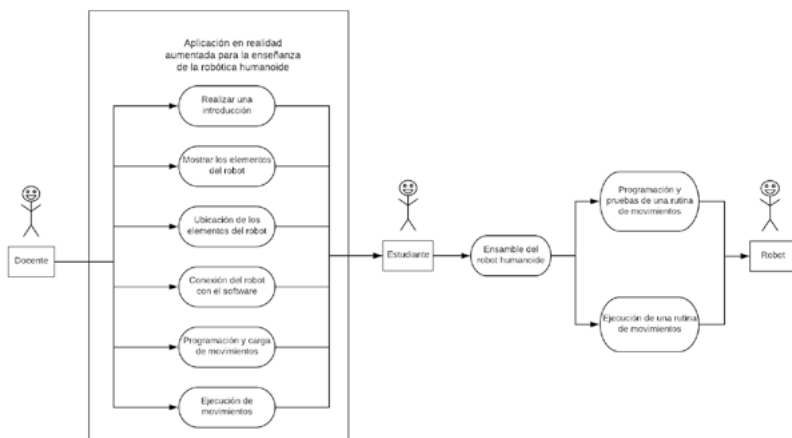 Aplicación en realidad
aumentada para la enseñanza
de la robótica humanoide
Realizar una
introducción
Mostrar los elementos
del robot
Ubicación de los
elementos del robot
Conexión del robot
con el software
Programación y carga
de movimientos
Ejecución de
movimientos
Docente
Estudiante
Ensamble del
robot humanoide
Programación y
pruebas de una rutina
de movimientos
Ejecución de una rutina
de movimientos
Robot